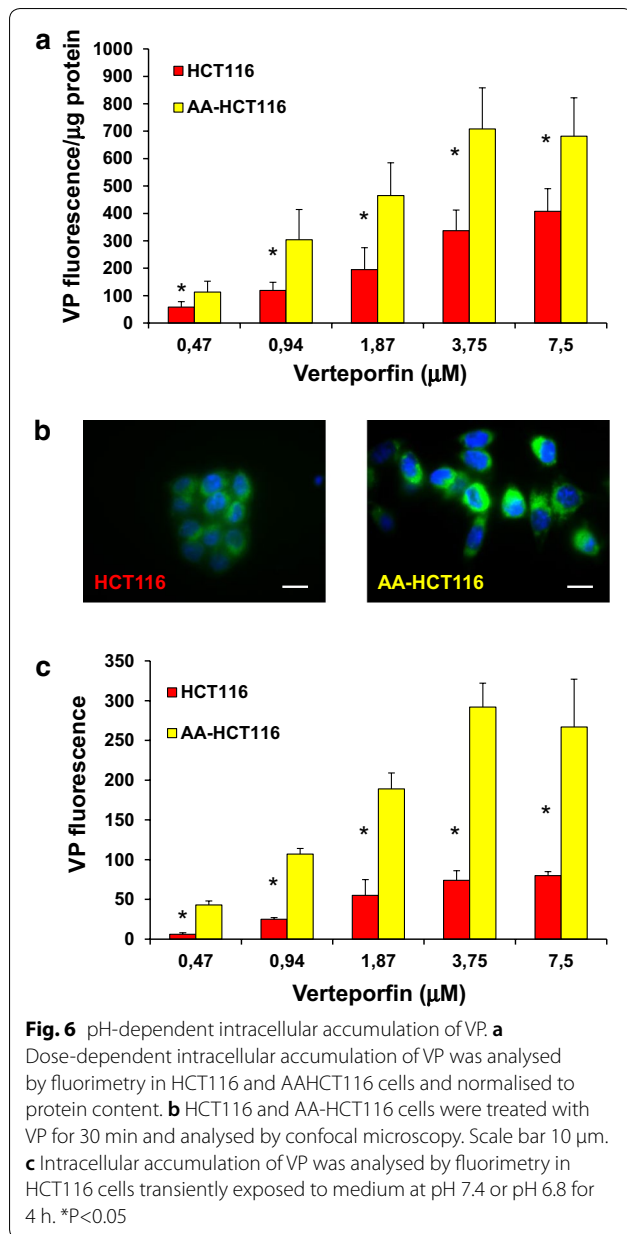 a
1000
900
800
700
600
500
400
300
200
100
0
VP fluorescence/µg protein
HCT116
AA-HCT116
*
*
*
*
*
0,47 0,94 1,87 3,75 7,5
Verteporfin (µM)
b
HCT116
AA-HCT116
c
350
300
250
200
150
100
50
0
VP fluorescence
HCT116
AA-HCT116
*
*
*
*
*
0,47 0,94 1,87 3,75 7,5
Verteporfin (µM)
Fig. 6 pH-dependent intracellular accumulation of VP. a
Dose-dependent intracellular accumulation of VP was analysed
by fluorimetry in HCT116 and AAHCT116 cells and normalised to
protein content. b HCT116 and AA-HCT116 cells were treated with
VP for 30 min and analysed by confocal microscopy. Scale bar 10 µm.
c Intracellular accumulation of VP was analysed by fluorimetry in
HCT116 cells transiently exposed to medium at pH 7.4 or pH 6.8 for
4 h. *P<0.05